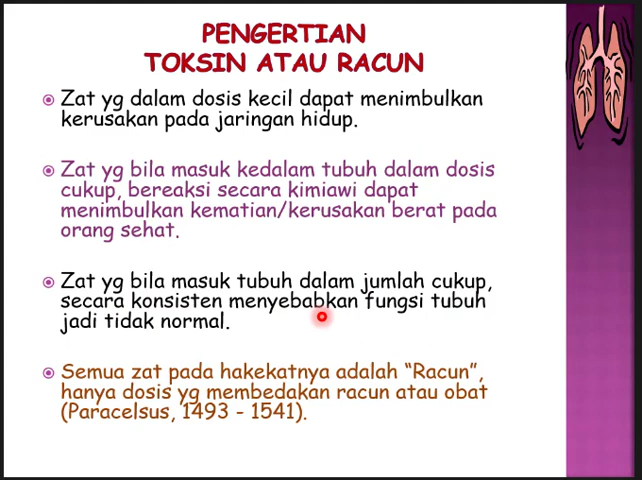 PENGERTIAN
TOKSIN ATAU RACUN
Zat yg dalam dosis kecil dapat menimbulkan
kerusakan pada jaringan hidup.
Zat yg bila masuk kedalam tubuh dalam dosis
cukup, bereaksi secara kimiawi dapat
menimbulkan kematian/kerusakan berat pada
orang sehat.
Zat yg bila masuk tubuh dalam jumlah cukup,
secara konsisten menyebabkan fungsi tubuh
jadi tidak normal.
Semua zat pada hakekatnya adalah “Racun”,
hanya dosis yg membedakan racun atau obat
(Paracelsus, 1493 - 1541).